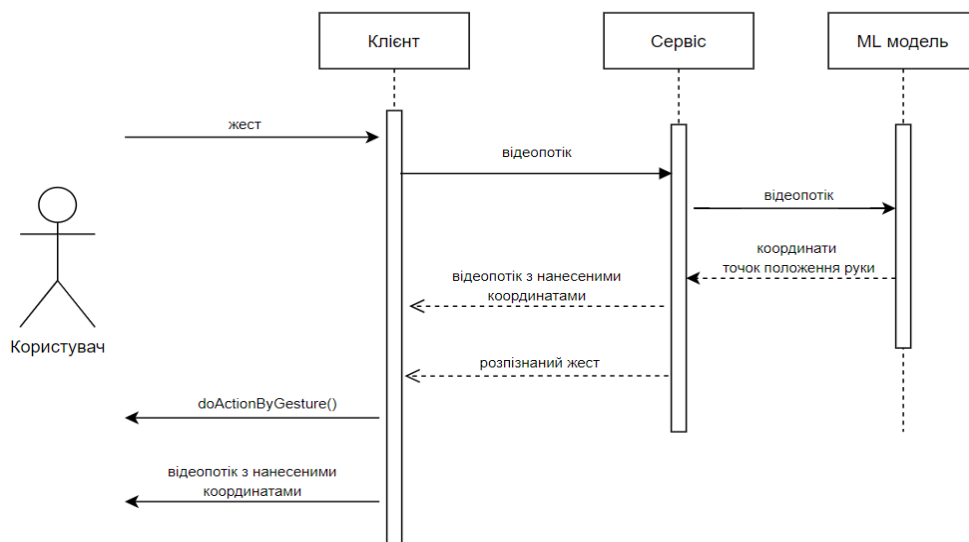 Клієнт
Сервіс
ML модель
жест
відеопотік
відеопотік
координати
точок положення руки
відеопотік з нанесеними
координатами
Користувач
розпізнаний жест
doActionByGesture()
відеопотік з нанесеними
координатами